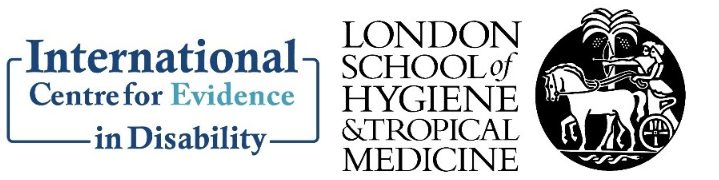 International
Centre for Evidence
in Disability
LONDON
SCHOOL of
HYGIENE
& TROPICAL
MEDICINE